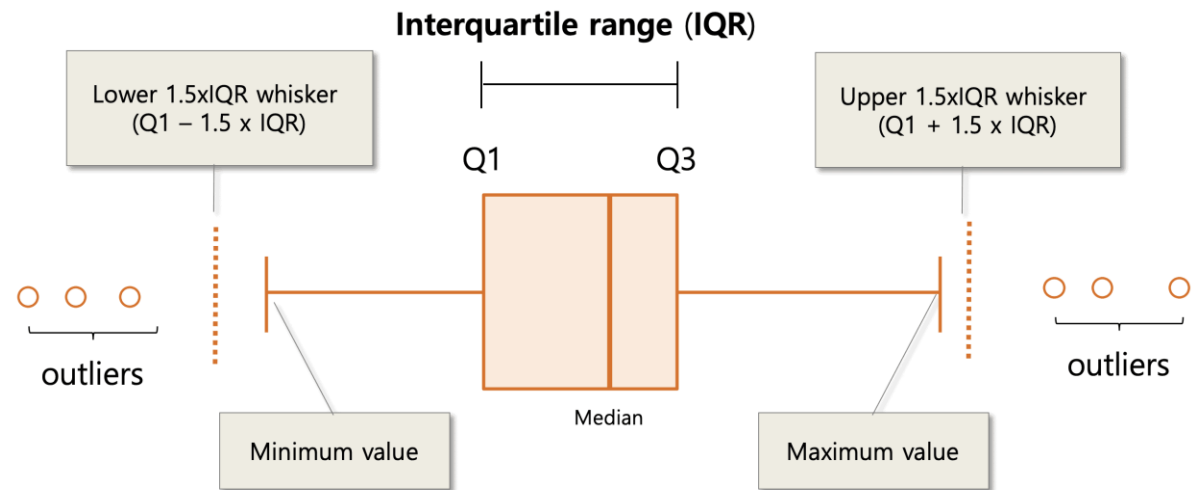 Interquartile range (IQR)
Lower 1.5xIQR whisker
(Q1 – 1.5 x IQR)
Upper 1.5xIQR whisker
(Q1 + 1.5 x IQR)
Q1
Q3
outliers
outliers
Median
Minimum value
Maximum value